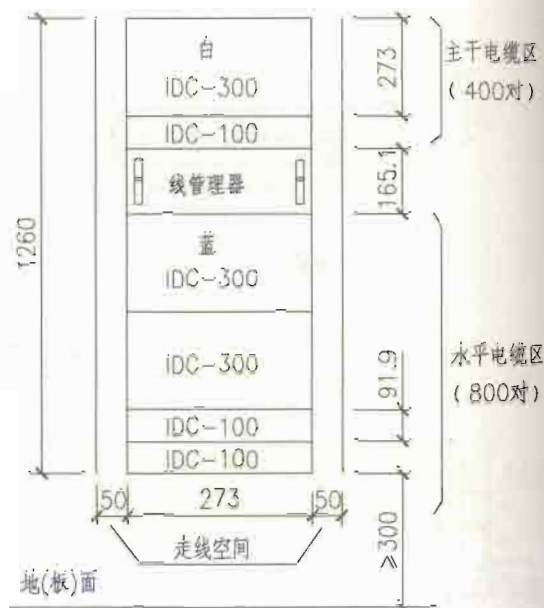 白
IDC-300
IDC-100
线管理器
蓝
IDC-300
IDC-300
IDC-100
IDC-100
1260
273
165.1
91.9
≥300
主干电缆区
(400对)
水平电缆区
(800对)
50
273
50
走线空间
地(板)面